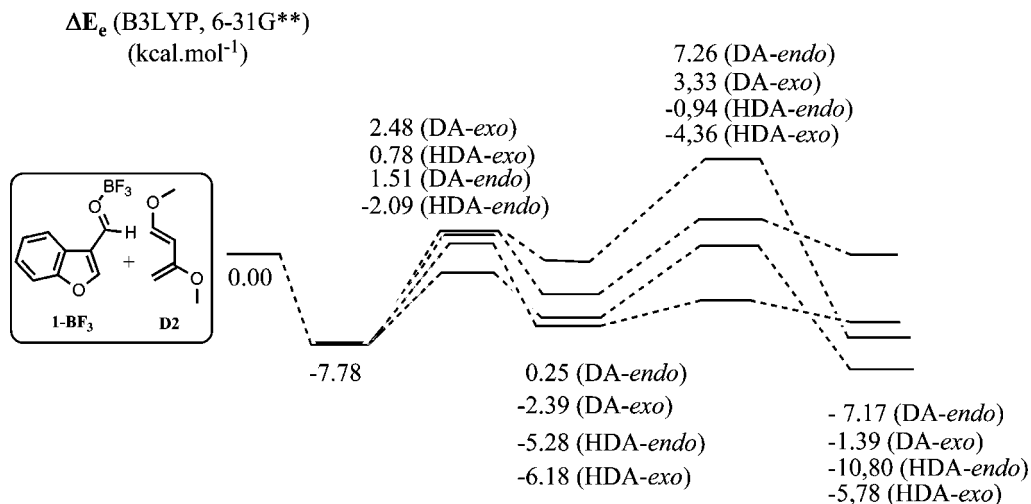 ΔEe (B3LYP, 6-31G**)
(kcal.mol-1)
7.26 (DA-endo)
3,33 (DA-exo)
-0,94 (HDA-endo)
-4,36 (HDA-exo)
2.48 (DA-exo)
0.78 (HDA-exo)
1.51 (DA-endo)
-2.09 (HDA-endo)
BF3
O
O
H
+
O
O
1-BF3 D2
0.00
-7.78
0.25 (DA-endo)
-2.39 (DA-exo)
-5.28 (HDA-endo)
-6.18 (HDA-exo)
- 7.17 (DA-endo)
-1.39 (DA-exo)
-10,80 (HDA-endo)
-5,78 (HDA-exo)